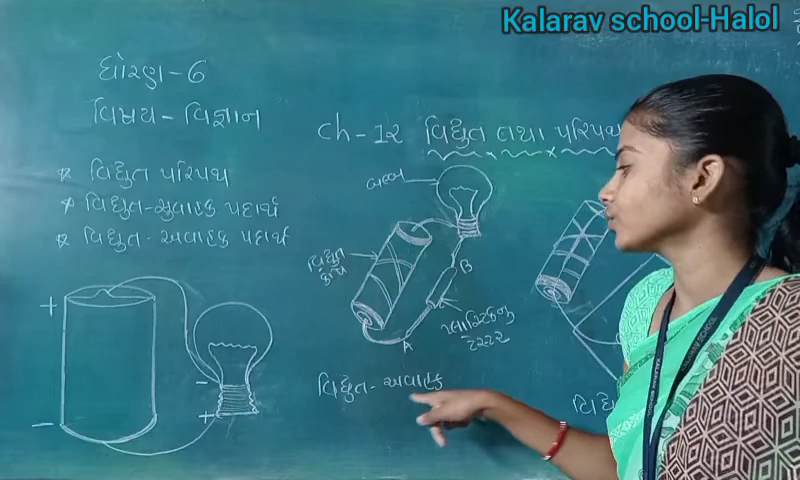 Kalarav school-Halol
ધોરણ-6
વિષય - વિજ્ઞાન
Ch-12 વિદ્યુત તથા પરિપથ
* વિદ્યુત પરિપથ
* વિદ્યુત-સુવાહક પદાર્થ
* વિદ્યુત-અવાહક પદાર્થ
બલ્બ
વિદ્યુત
કોષ
B
A
પ્લાસ્ટિકનું
+
-
-
+
વિદ્યુત-અવાહક